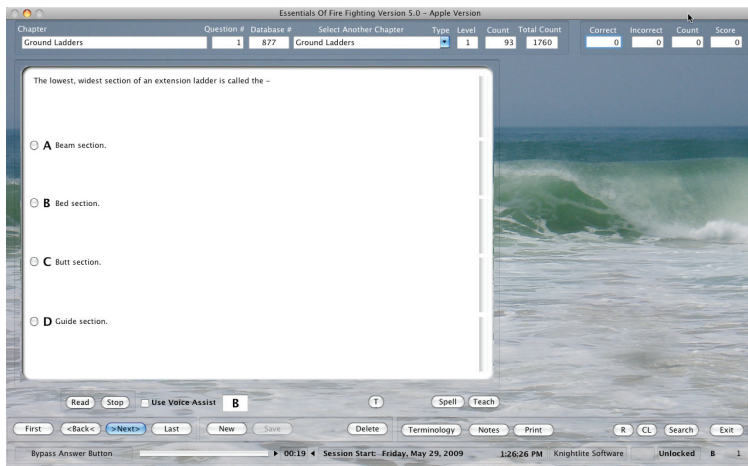 Essentials Of Fire Fighting Version 5.0 – Apple Version
Chapter Question # Database # Select Another Chapter Type Level Count Total Count Correct Incorrect Count Score
Ground Ladders 1 877 Ground Ladders 1 93 1760 0 0 0 0
The lowest, widest section of an extension ladder is called the –
A Beam section.
B Bed section.
C Butt section.
D Guide section.
Read Stop Use Voice Assist B T Spell Teach
First <Back< >Next> Last New Save Delete Terminology Notes Print R CL Search Exit
Bypass Answer Button 00:19 Session Start: Friday, May 29, 2009 1:26:26 PM Knightlite Software Unlocked B 1